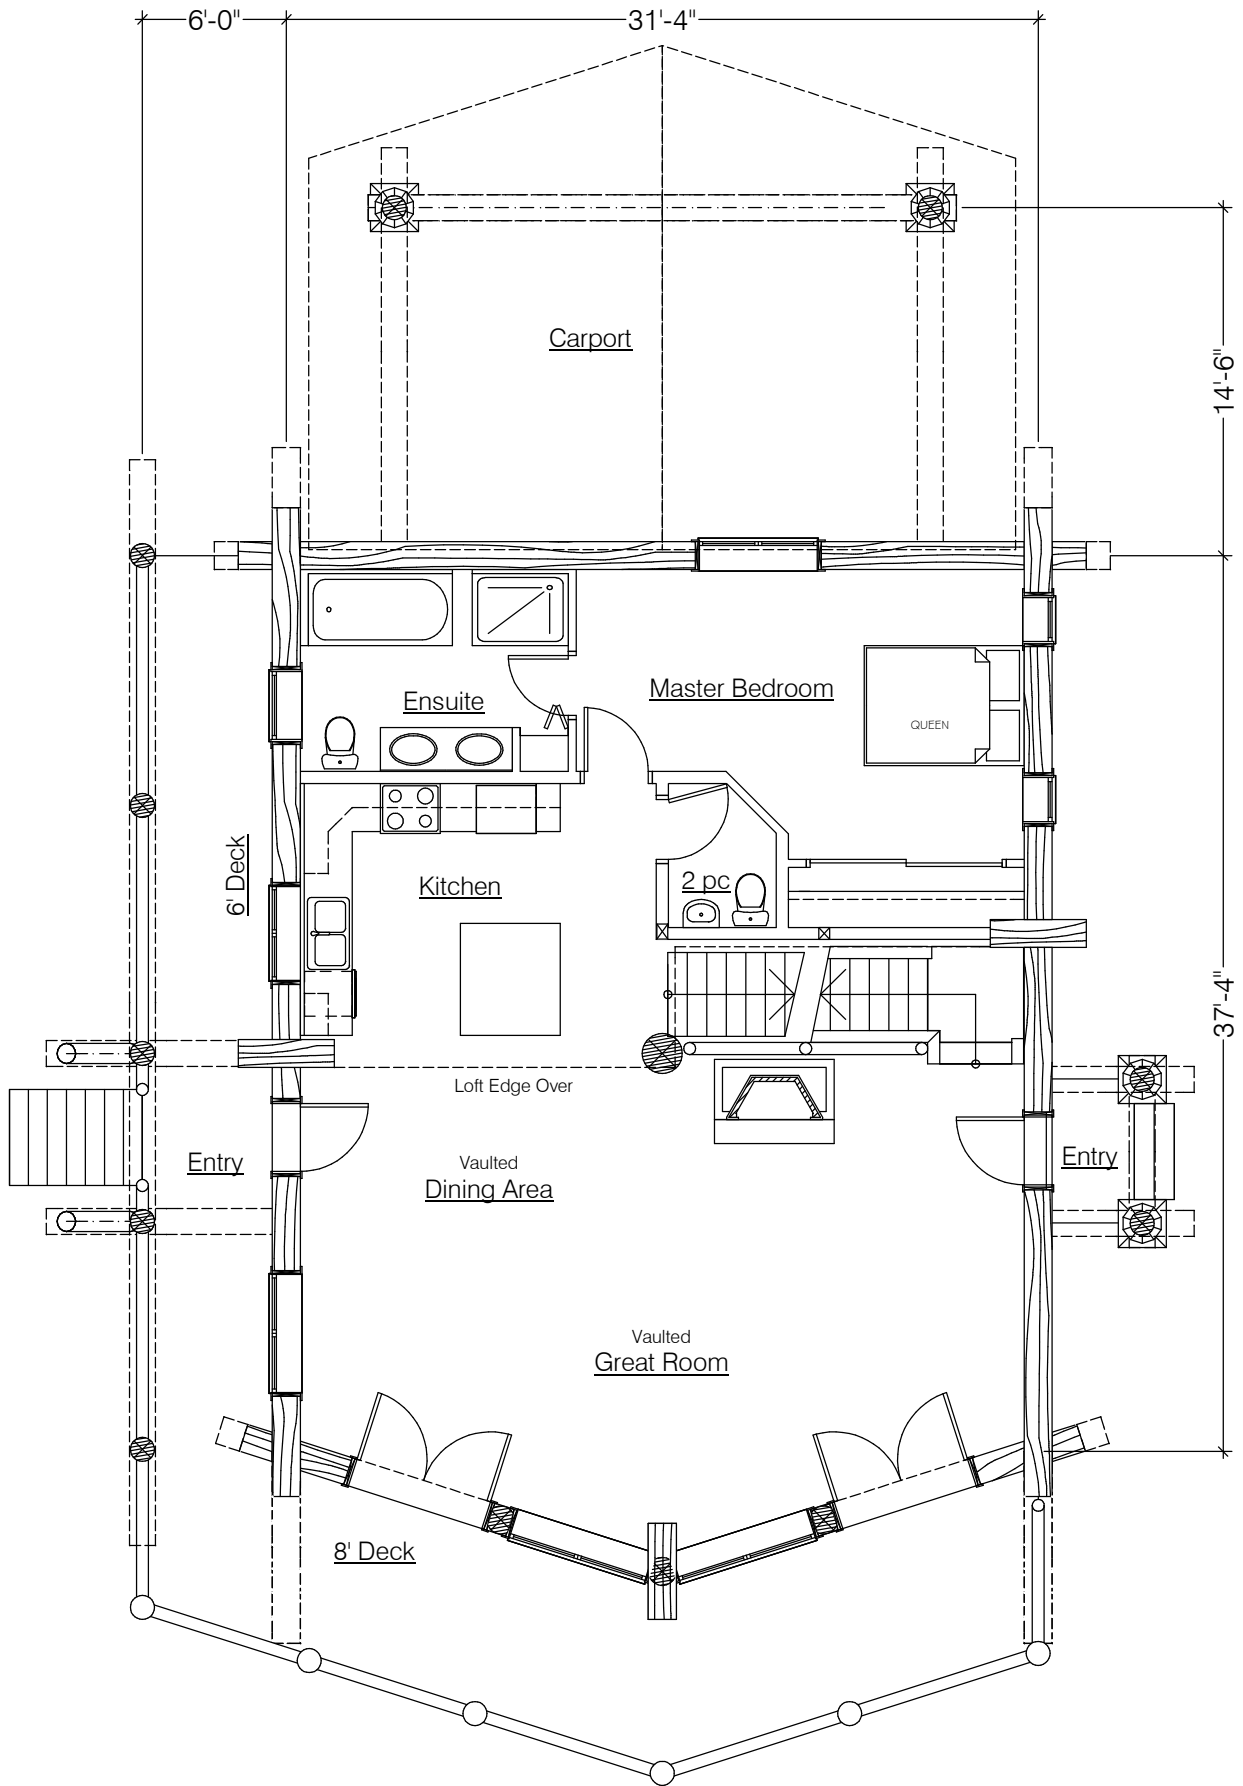 6'-0"
31'-4"
Carport
14'-6"
Master Bedroom
Ensuite
QUEEN
6' Deck
Kitchen
2 pc
37'-4"
Loft Edge Over
Entry
Vaulted
Dining Area
Entry
Vaulted
Great Room
8' Deck